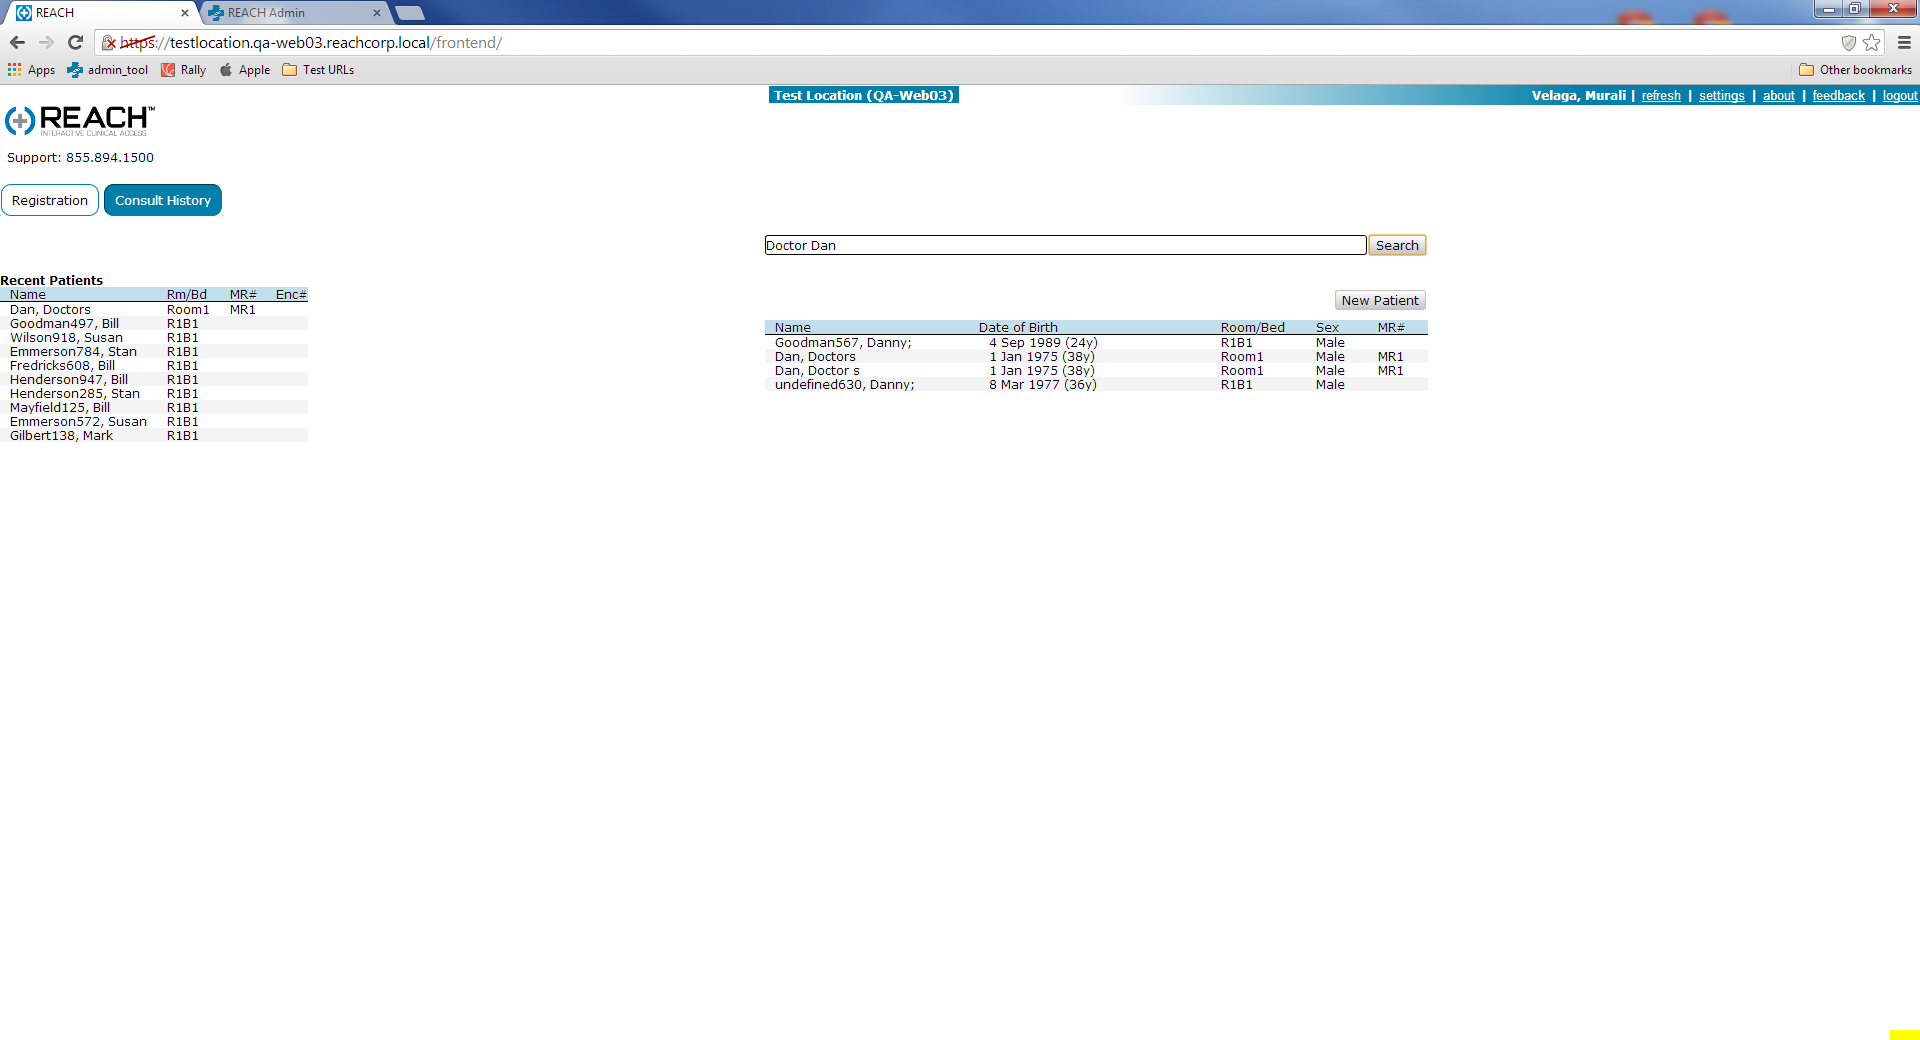 REACH
REACH Admin
https://testlocation.qa-web03.reachcorp.local/frontend/
Apps admin_tool Rally Apple Test URLs Other bookmarks
Test Location (QA-Web03) Velaga, Murali | refresh | settings | about | feedback | logout
REACH™
INTERACTIVE CLINICAL ACCESS
Support: 855.894.1500
Registration Consult History
Doctor Dan Search
Recent Patients
Name Rm/Bd MR# Enc#
Dan, Doctors Room1 MR1
Goodman497, Bill R1B1
Wilson918, Susan R1B1
Emmerson784, Stan R1B1
Fredricks608, Bill R1B1
Henderson947, Bill R1B1
Henderson285, Stan R1B1
Mayfield125, Bill R1B1
Emmerson572, Susan R1B1
Gilbert138, Mark R1B1
New Patient
Name Date of Birth Room/Bed Sex MR#
Goodman567, Danny; 4 Sep 1989 (24y) R1B1 Male
Dan, Doctors 1 Jan 1975 (38y) Room1 Male MR1
Dan, Doctor s 1 Jan 1975 (38y) Room1 Male MR1
undefined630, Danny; 8 Mar 1977 (36y) R1B1 Male